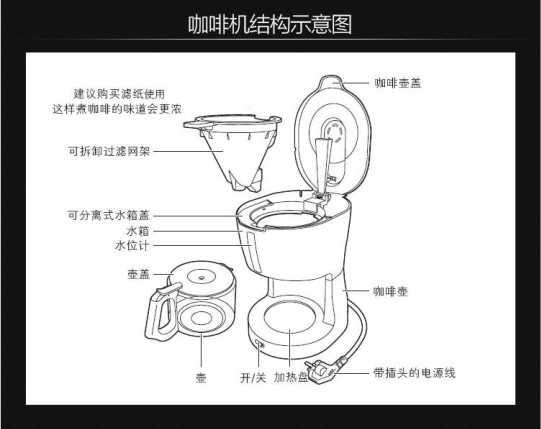 咖啡机结构示意图
建议购买滤纸使用
这样煮咖啡的味道会更浓
咖啡壶盖
可拆卸过滤网架
可分离式水箱盖
水箱
水位计
壶盖
咖啡壶
壶
开/关
加热盘
带插头的电源线